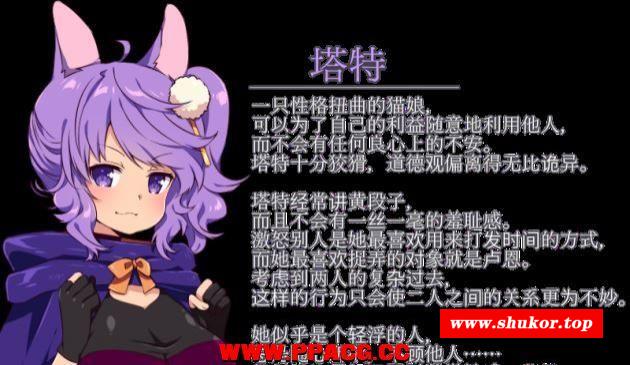 塔特
一只性格扭曲的猫娘，
可以为了自己的利益随意地利用他人，
而不会有任何良心上的不安。
塔特十分狡猾，道德观偏离得无比诡异。
塔特经常讲黄段子，
而且不会有一丝一毫的羞耻感。
激怒别人是她最喜欢用来打发时间的方式，
而她最喜欢捉弄的对象就是卢恩。
考虑到两人的复杂过去，
这样的行为只会使二人之间的关系更为不妙。
www.shukor.top
她似乎是个轻浮的人，
WWW.PPACG.CC
顾他人……